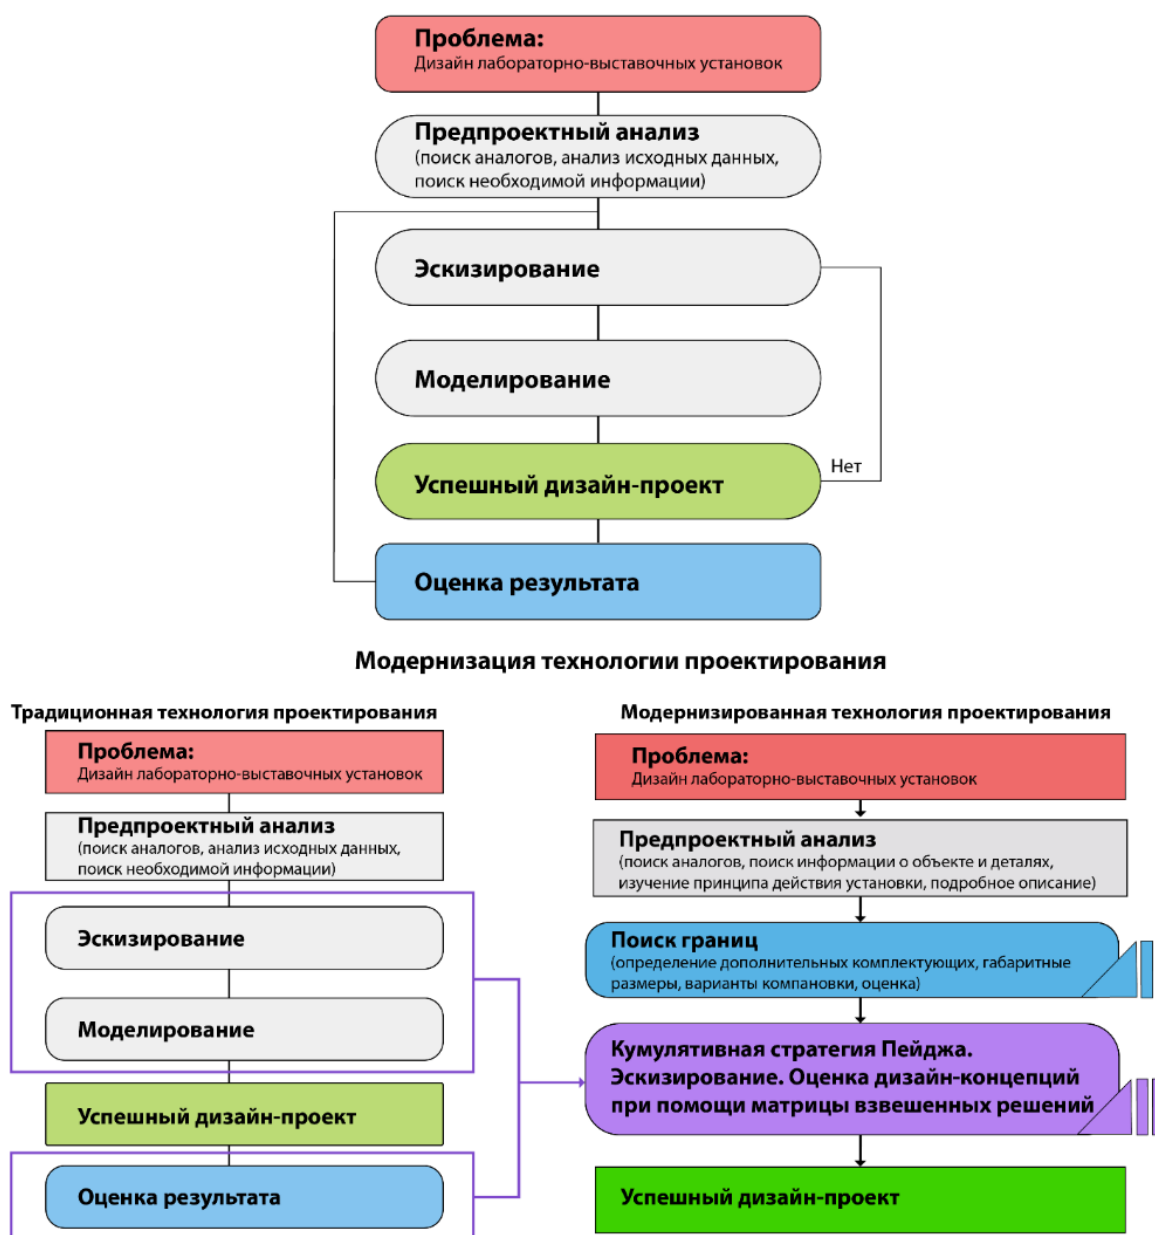 Проблема:
Дизайн лабораторно-выставочных установок
Предпроектный анализ
(поиск аналогов, анализ исходных данных,
поиск необходимой информации)
Эскизирование
Моделирование
Нет
Успешный дизайн-проект
Оценка результата
Модернизация технологии проектирования
Традиционная технология проектирования
Проблема:
Дизайн лабораторно-выставочных установок
Предпроектный анализ
(поиск аналогов, анализ исходных данных,
поиск необходимой информации)
Эскизирование
Моделирование
Успешный дизайн-проект
Оценка результата
Модернизированная технология проектирования
Проблема:
Дизайн лабораторно-выставочных установок
Предпроектный анализ
(поиск аналогов, поиск информации о объекте и деталях,
изучение принципа действия установки, подробное описание)
Поиск границ
(определение дополнительных комплектующих, габаритные
размеры, варианты компановки, оценка)
Кумулятивная стратегия Пейджа.
Эскизирование. Оценка дизайн-концепций
при помощи матрицы взвешенных решений
Успешный дизайн-проект